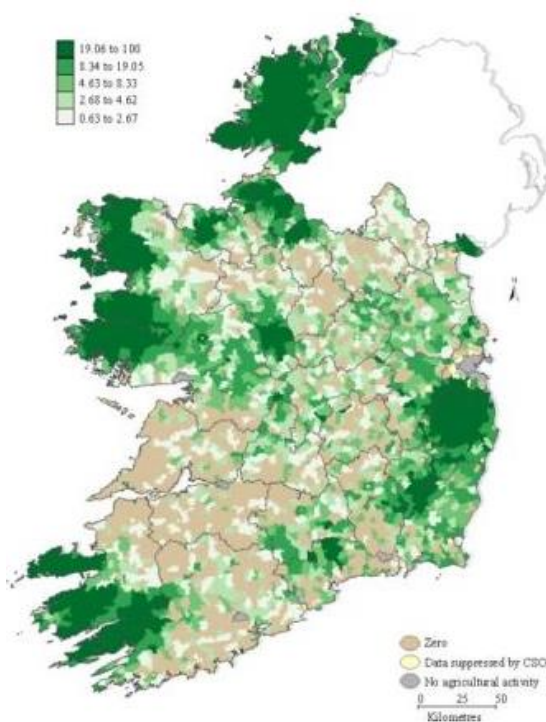 19.06 to 100
8.34 to 19.05
4.63 to 8.33
2.68 to 4.62
0.63 to 2.67
N
Zero
Data suppressed by CSO
No agricultural activity
0 25 50
Kilometres